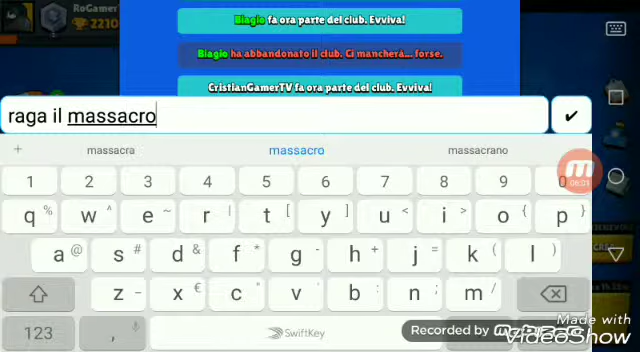 RoGamer
2210
Biagio fa ora parte del club. Evviva!
Biagio ha abbandonato il club. Ci mancherà... forse.
CristianGamerTV fa ora parte del club. Evviva!
raga il massacro
+ massacra massacro massacrano
1 2 3 4 5 6 7 8 9 0
06:01
q % w ^ e ~ r | t [ y ] u < i > o { p }
a @ s # d & f * g - h + j = k ( l )
z - x € c " v : b ; n ; m /
123 , SwiftKey
Recorded by
Made with
VideoShow